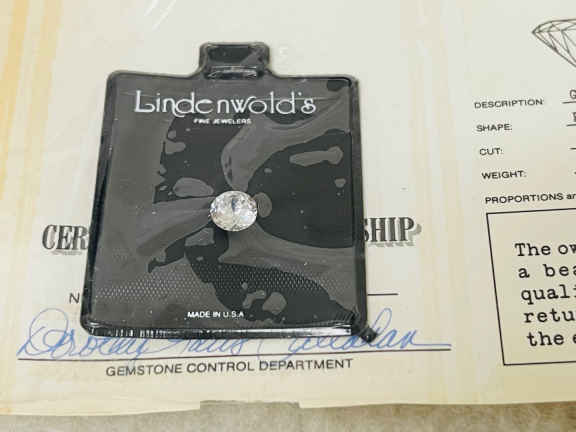 Lindenwold's
FINE JEWELERS
CER SHIP
N
MADE IN U.S.A
GEMSTONE CONTROL DEPARTMENT
DESCRIPTION: G
SHAPE:
CUT:
WEIGHT:
PROPORTIONS
The ow
a bea
quali
retu
the e